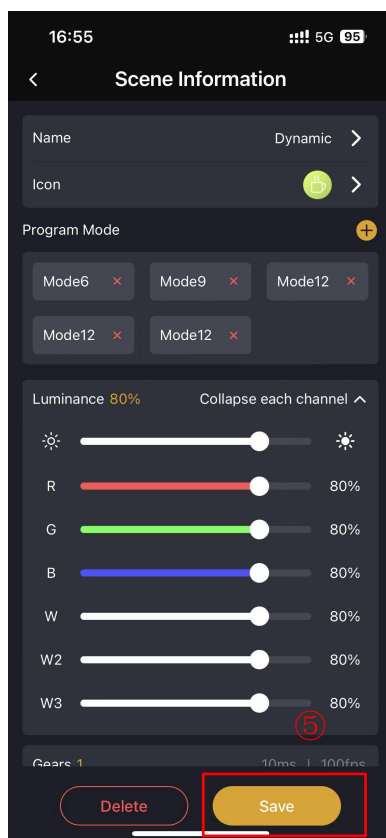 16:55 5G 95
Scene Information
Name Dynamic
Icon
Program Mode
Mode6 × Mode9 × Mode12 ×
Mode12 × Mode12 ×
Luminance 80% Collapse each channel
R 80%
G 80%
B 80%
W 80%
W2 80%
W3 80%
⑤
Gears 1 10ms | 100fps
Delete Save